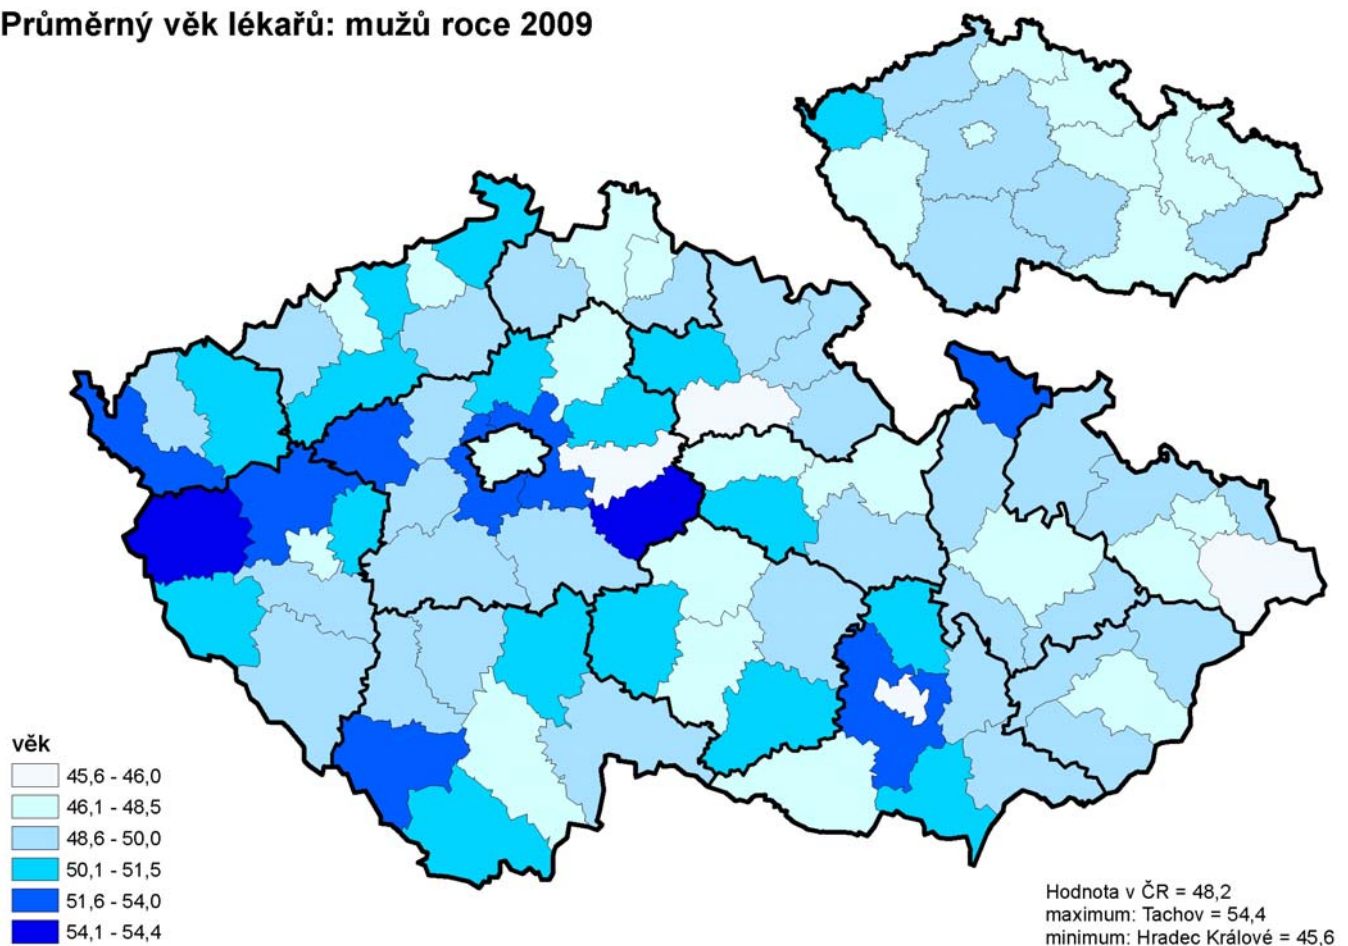 Průměrný věk lékařů: mužů roce 2009
věk
45,6 - 46,0
46,1 - 48,5
48,6 - 50,0
50,1 - 51,5
51,6 - 54,0
54,1 - 54,4
Hodnota v ČR = 48,2
maximum: Tachov = 54,4
minimum: Hradec Králové = 45,6